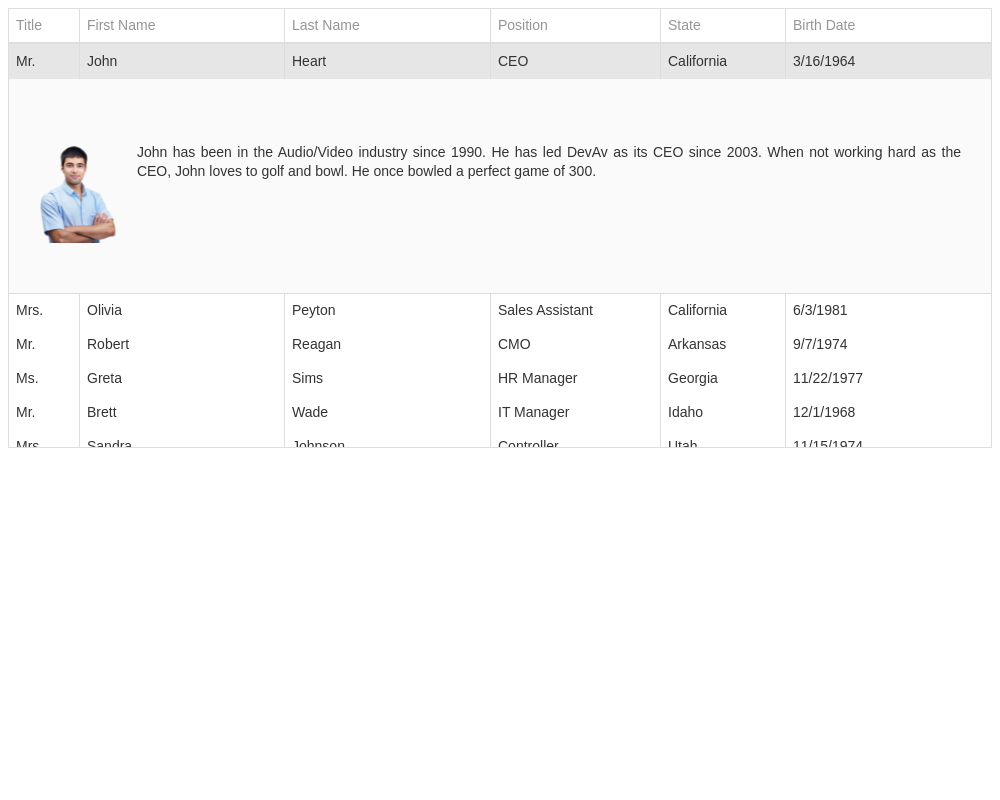 Title First Name Last Name Position State Birth Date
Mr. John Heart CEO California 3/16/1964
John has been in the Audio/Video industry since 1990. He has led DevAv as its CEO since 2003. When not working hard as the
CEO, John loves to golf and bowl. He once bowled a perfect game of 300.
Mrs. Olivia Peyton Sales Assistant California 6/3/1981
Mr. Robert Reagan CMO Arkansas 9/7/1974
Ms. Greta Sims HR Manager Georgia 11/22/1977
Mr. Brett Wade IT Manager Idaho 12/1/1968
Mrs. Sandra Johnson Controller Utah 11/15/1974